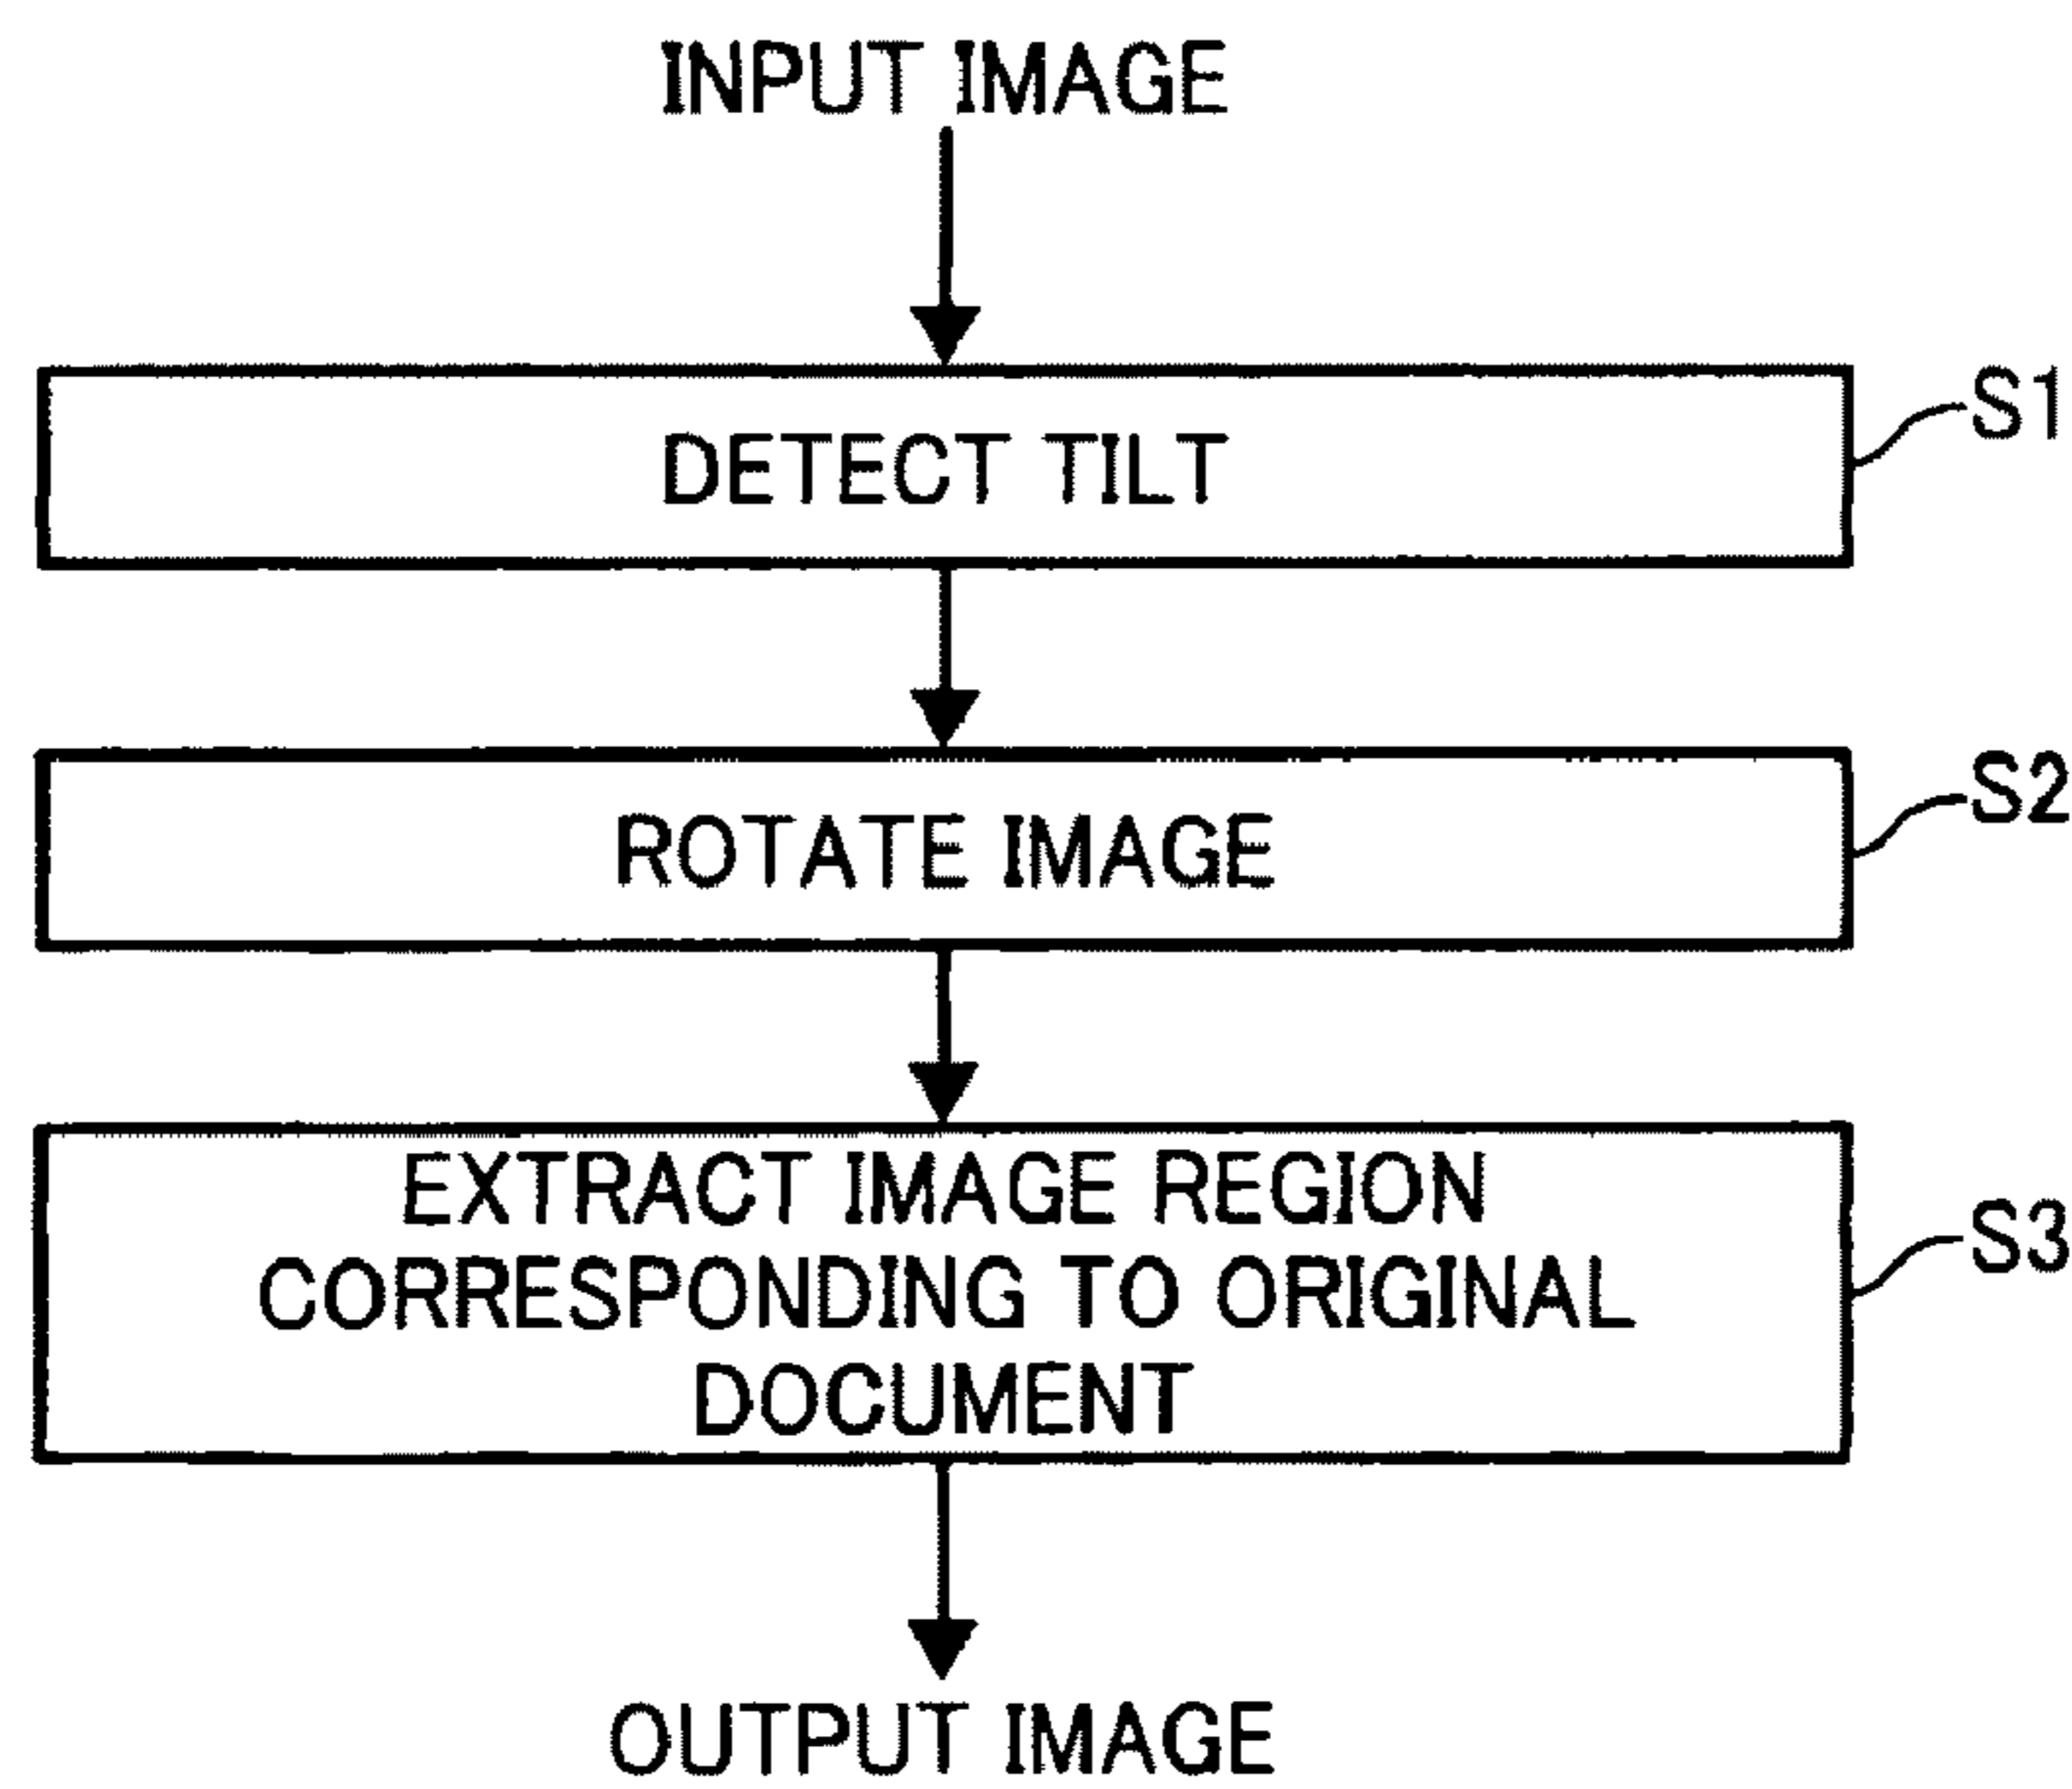 INPUT IMAGE
DETECT TILT
S1
ROTATE IMAGE
S2
EXTRACT IMAGE REGION
CORRESPONDING TO ORIGINAL
DOCUMENT
S3
OUTPUT IMAGE